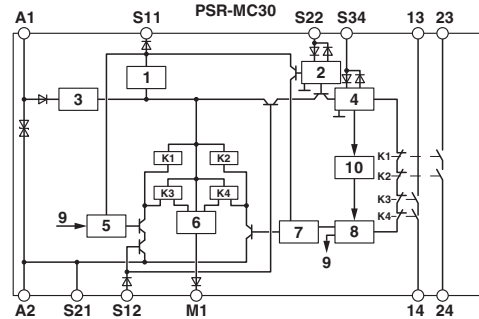 PSR-MC30
A1 S11 S22 S34 13 23
1
2
3
4
K1 K2
K1
10
K2
K3 K4
K3
9
5
6
7
8
K4
9
A2 S21 S12 M1 14 24